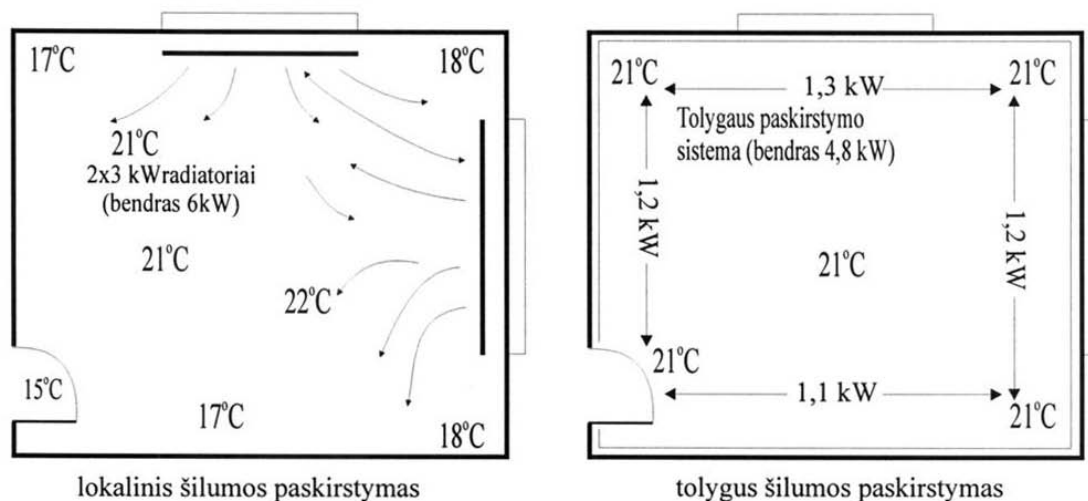 17°C
18°C
21°C
2x3 kW radiatoriai
(bendras 6kW)
21°C
22°C
15°C
17°C
18°C
lokalinis šilumos paskirstymas
21°C
1,3 kW
21°C
Tolygaus paskirstymo
sistema (bendras 4,8 kW)
1,2 kW
1,2 kW
21°C
21°C
1,1 kW
21°C
tolygus šilumos paskirstymas